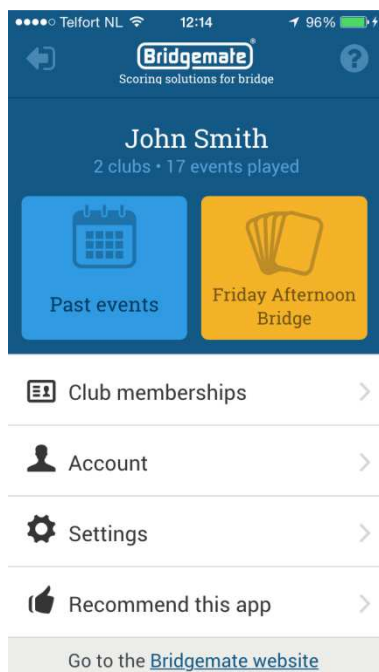 Telfort NL 12:14 96%
Bridgemate
Scoring solutions for bridge
?
John Smith
2 clubs • 17 events played
Past events
Friday Afternoon
Bridge
Club memberships
Account
Settings
Recommend this app
Go to the Bridgemate website